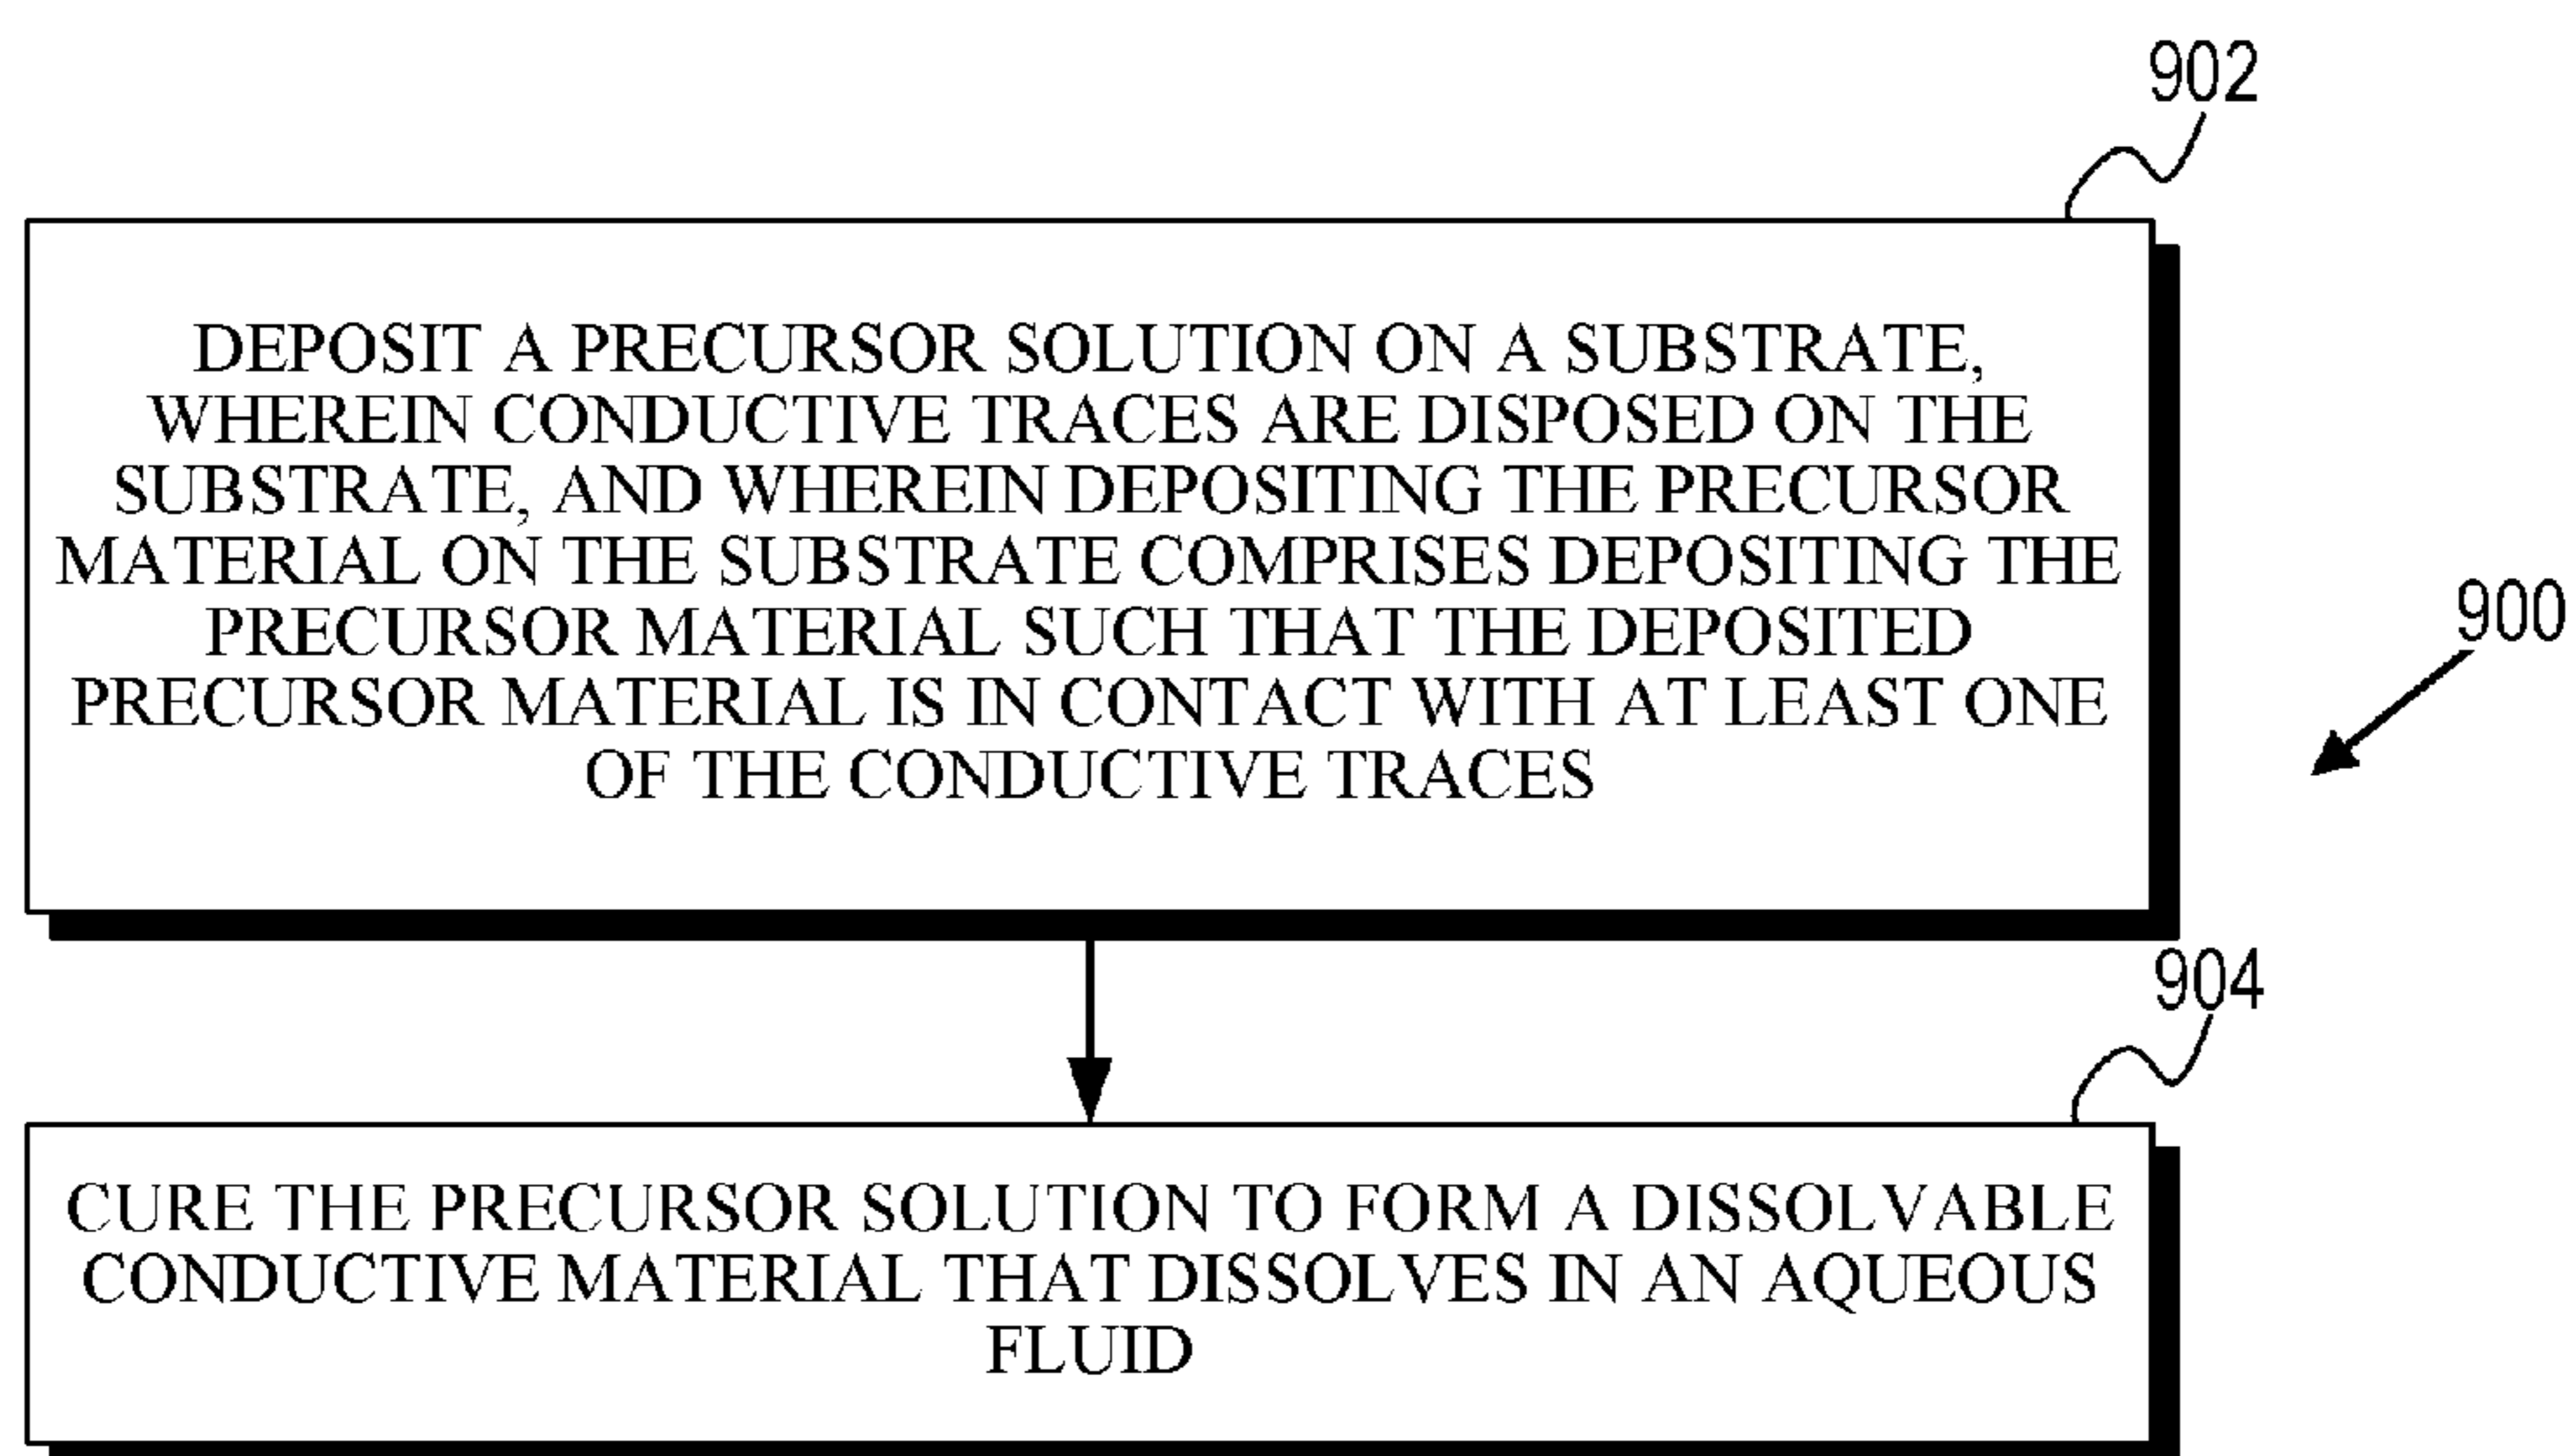 902
DEPOSIT A PRECURSOR SOLUTION ON A SUBSTRATE,
WHEREIN CONDUCTIVE TRACES ARE DISPOSED ON THE
SUBSTRATE, AND WHEREIN DEPOSITING THE PRECURSOR
MATERIAL ON THE SUBSTRATE COMPRISES DEPOSITING THE
PRECURSOR MATERIAL SUCH THAT THE DEPOSITED
PRECURSOR MATERIAL IS IN CONTACT WITH AT LEAST ONE
OF THE CONDUCTIVE TRACES
900
904
CURE THE PRECURSOR SOLUTION TO FORM A DISSOLVABLE
CONDUCTIVE MATERIAL THAT DISSOLVES IN AN AQUEOUS
FLUID